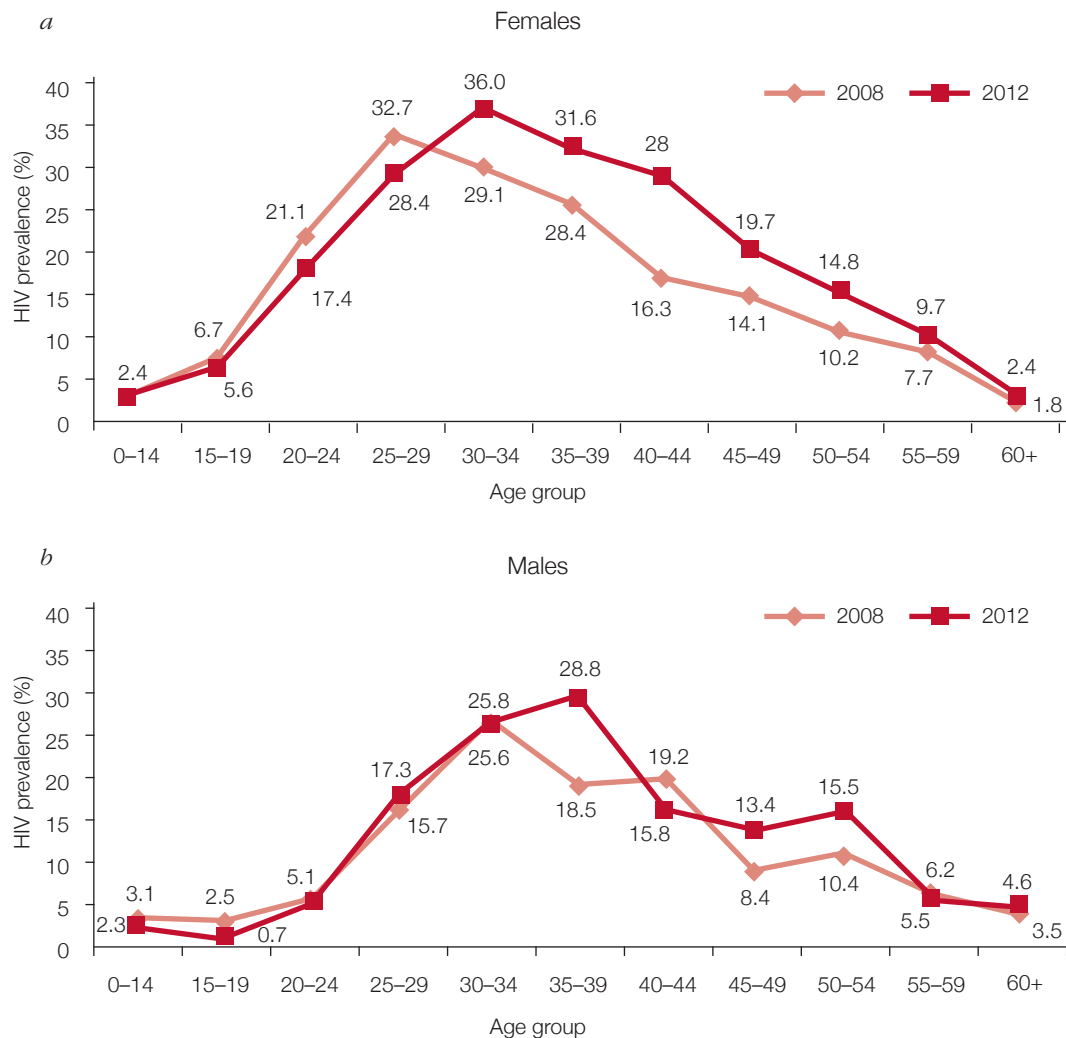 a
Females
40 36.0
2008 2012
32.7 31.6
35 28
30
HIV prevalence (%)
25 28.4 29.1
21.1 28.4 19.7
20
14.8
15 17.4 16.3
9.7
10 6.7 14.1
10.2
5 2.4 5.6 7.7 2.4
1.8
0
0–14 15–19 20–24 25–29 30–34 35–39 40–44 45–49 50–54 55–59 60+
Age group
b
Males
40
2008 2012
35
30 28.8
25.8
HIV prevalence (%)
25
25.6
20 17.3 19.2
18.5 15.5
15 15.7 15.8 13.4
10
8.4 10.4
5 3.1 2.5 5.1 6.2 4.6
2.3 0.7 5.5 3.5
0
0–14 15–19 20–24 25–29 30–34 35–39 40–44 45–49 50–54 55–59 60+
Age group